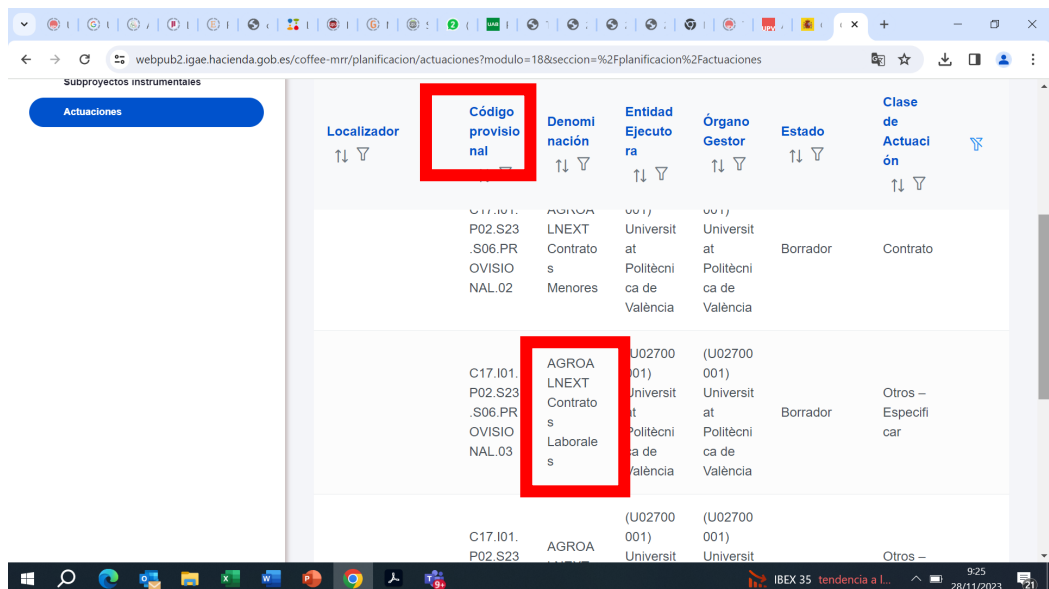 webpub2.igae.hacienda.gob.es/coffee-mrr/planificacion/actuaciones?modulo=18&seccion=%2Fplanificacion%2Factuaciones
Subproyectos instrumentales
Actuaciones
Localizador
Código
provisio
nal
Denomi
nación
Entidad
Ejecuto
ra
Órgano
Gestor
Estado
Clase
de
Actuaci
ón
C17.I01.
P02.S23
.S06.PR
OVISIO
NAL.02
AGROA
LNEXT
Contrato
s
Menores
001)
Universit
at
Politècni
ca de
València
001)
Universit
at
Politècni
ca de
València
Borrador
Contrato
C17.I01.
P02.S23
.S06.PR
OVISIO
NAL.03
AGROA
LNEXT
Contrato
s
Laborale
s
(U02700
001)
Universit
at
Politècni
ca de
València
(U02700
001)
Universit
at
Politècni
ca de
València
Borrador
Otros –
Especifi
car
C17.I01.
P02.S23
AGROA
(U02700
001)
Universit
(U02700
001)
Universit
Otros –
IBEX 35 tendencia a l...
9:25
28/11/2023